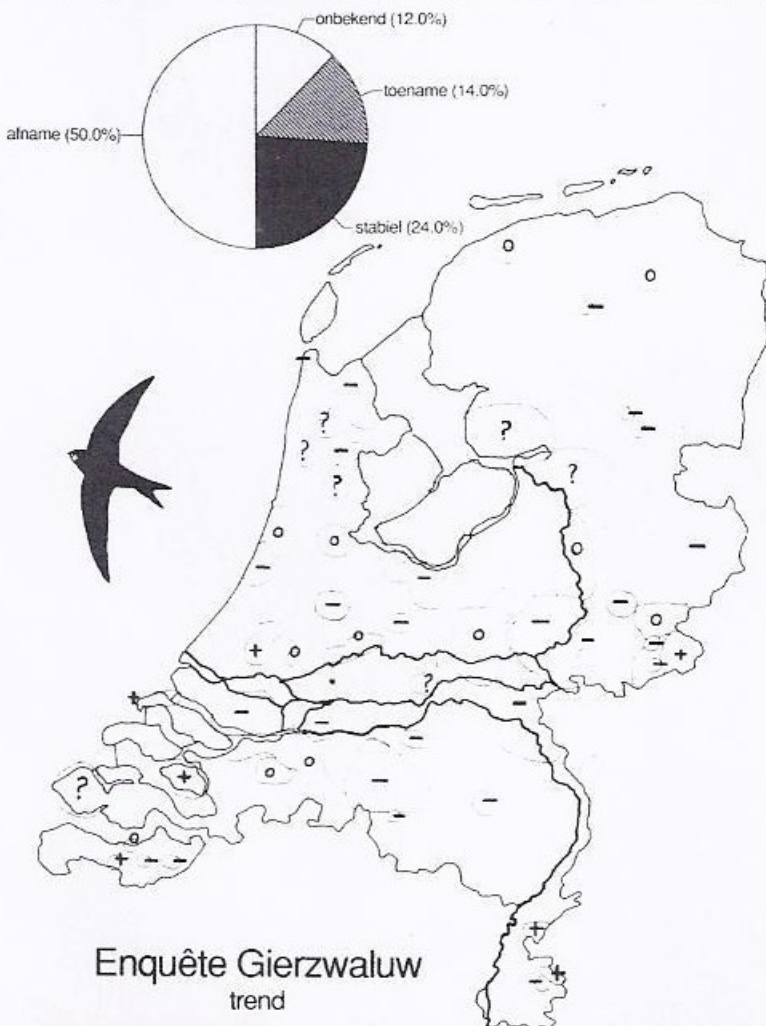 onbekend (12.0%)
toename (14.0%)
afname (50.0%)
stabiel (24.0%)
Enquête Gierzwaluw
trend